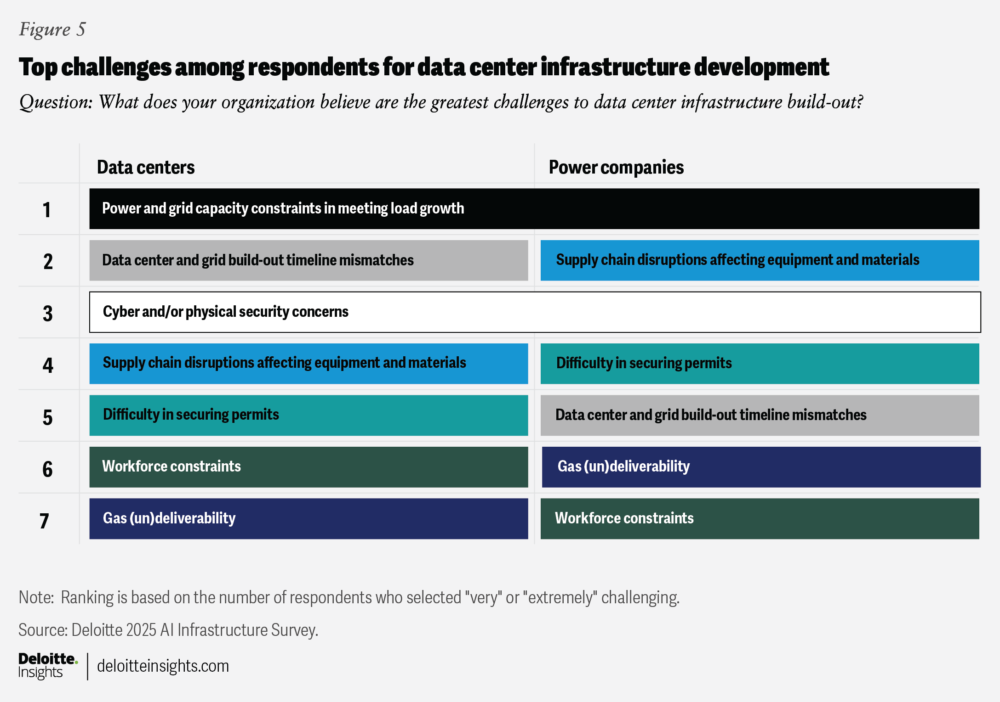 Figure 5
Top challenges among respondents for data center infrastructure development
Question: What does your organization believe are the greatest challenges to data center infrastructure build-out?
Data centers
Power companies
1
Power and grid capacity constraints in meeting load growth
2
Data center and grid build-out timeline mismatches
Supply chain disruptions affecting equipment and materials
3
Cyber and/or physical security concerns
4
Supply chain disruptions affecting equipment and materials
Difficulty in securing permits
5
Difficulty in securing permits
Data center and grid build-out timeline mismatches
6
Workforce constraints
Gas (un)deliverability
7
Gas (un)deliverability
Workforce constraints
Note: Ranking is based on the number of respondents who selected "very" or "extremely" challenging.
Source: Deloitte 2025 AI Infrastructure Survey.
Deloitte.
Insights
deloitteinsights.com